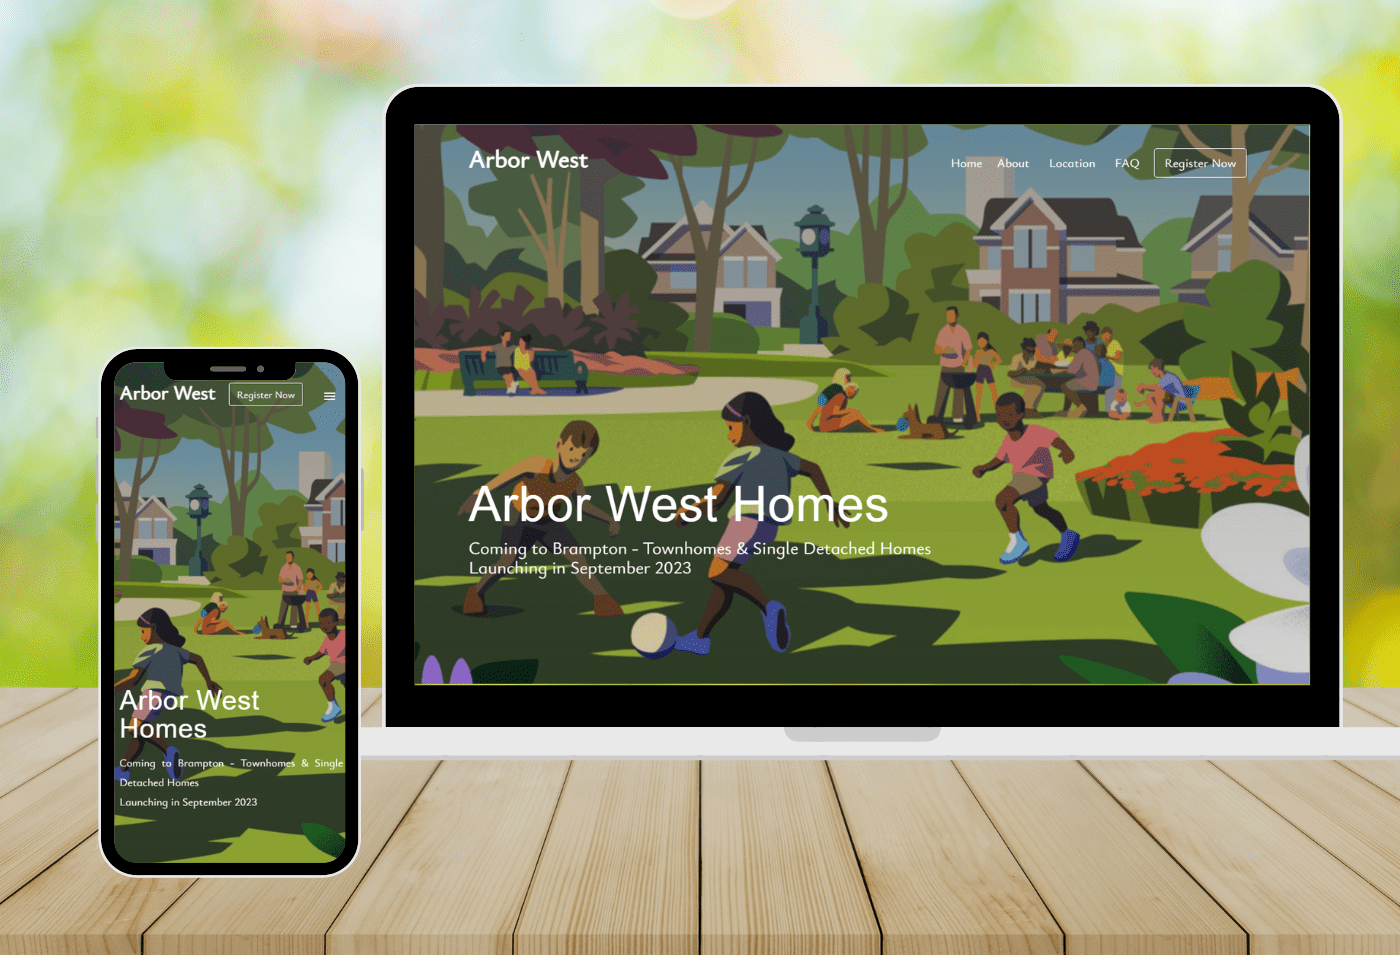 Arbor West
Home About Location FAQ Register Now
Arbor West Homes
Coming to Brampton - Townhomes & Single Detached Homes
Launching in September 2023
Arbor West Register Now
Arbor West
Homes
Coming to Brampton - Townhomes & Single
Detached Homes
Launching in September 2023